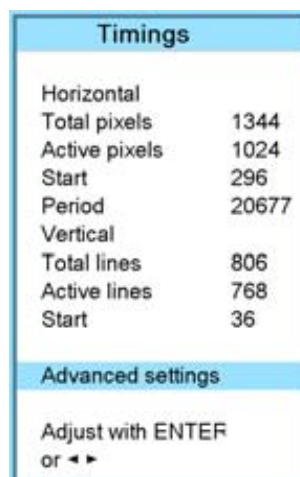 Timings
Horizontal
Total pixels 1344
Active pixels 1024
Start 296
Period 20677
Vertical
Total lines 806
Active lines 768
Start 36
Advanced settings
Adjust with ENTER
or ◄ ►